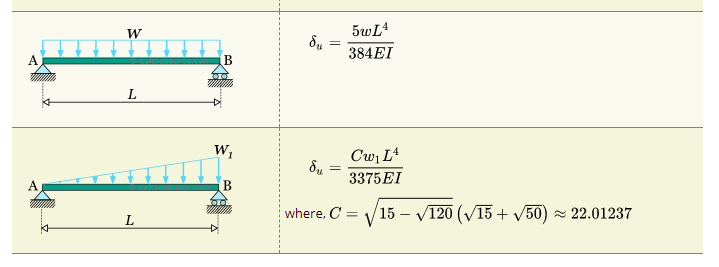 W
A
B
L
δᵤ = 5wL⁴ / 384EI
W₁
A
B
L
δᵤ = Cw₁L⁴ / 3375EI
where, C = √(15 − √120) (√15 + √50) ≈ 22.01237